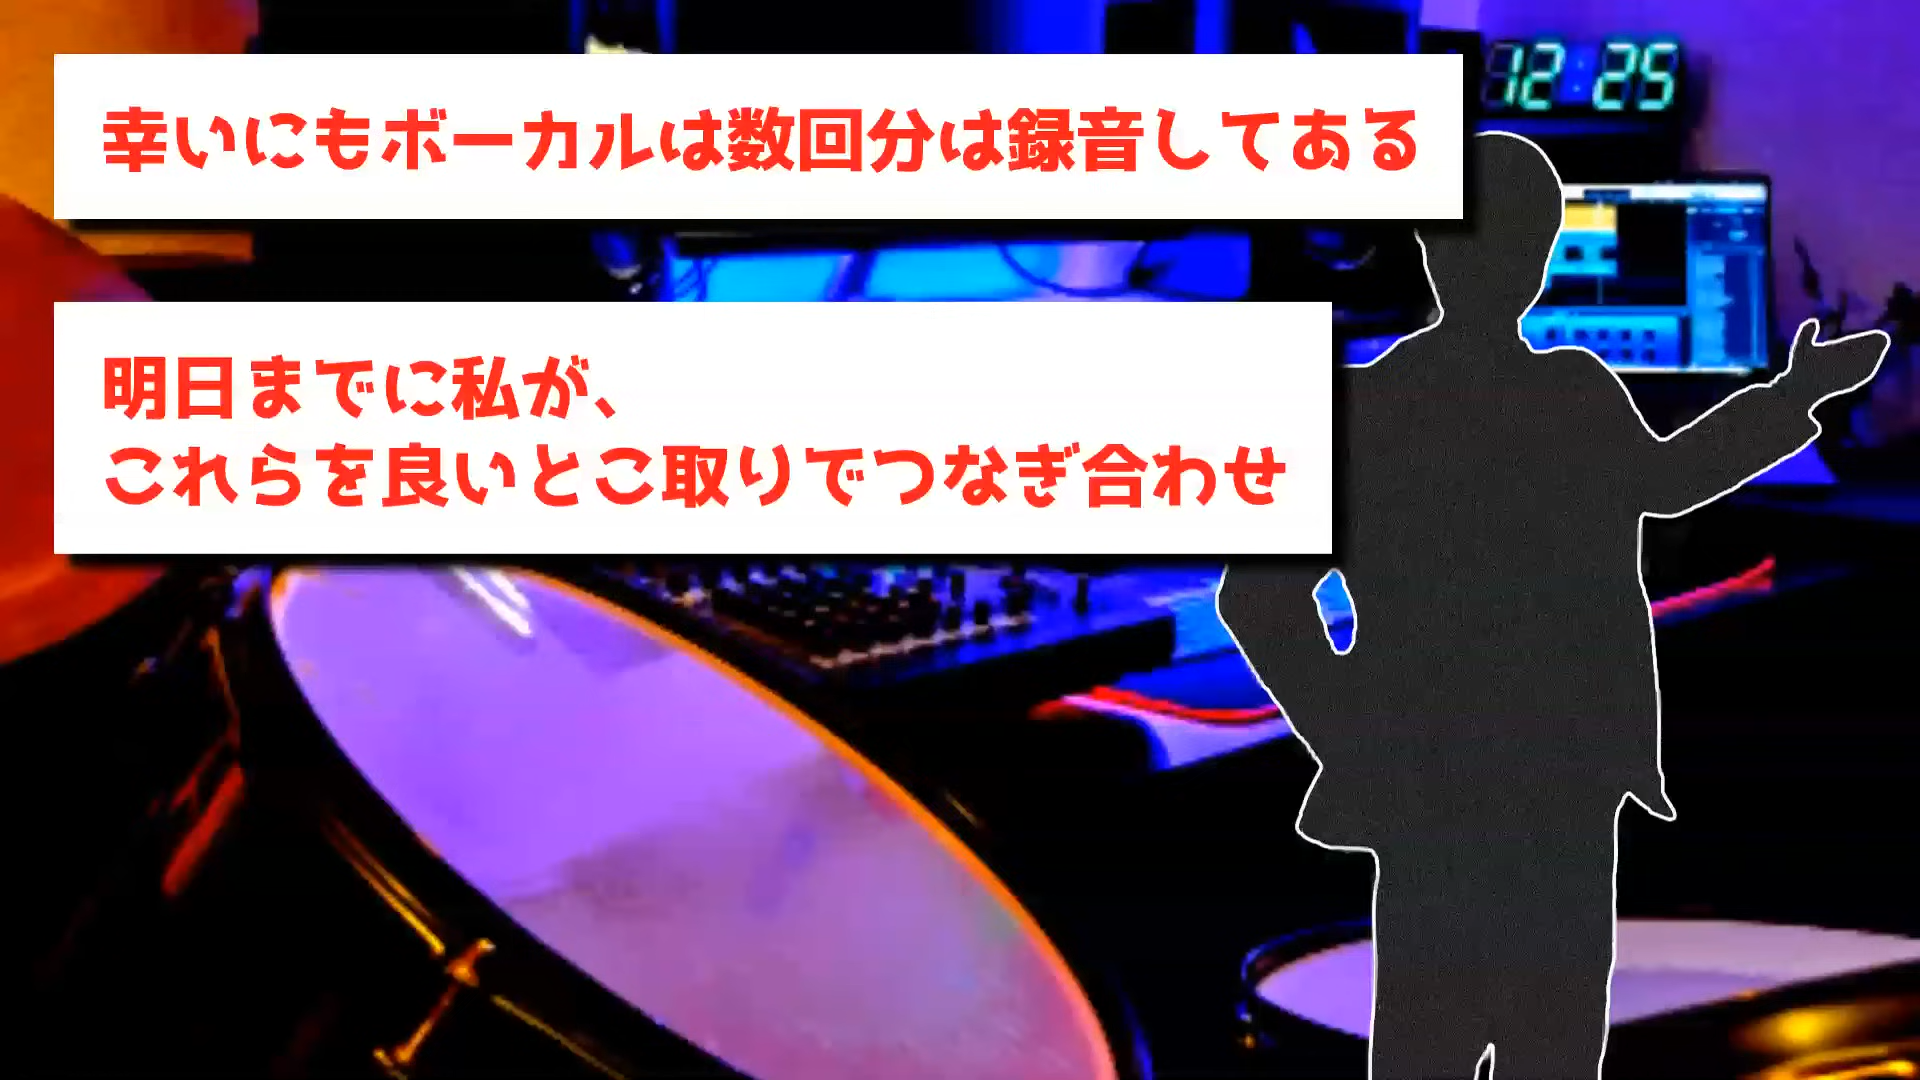 12:25
幸いにもボーカルは数回分は録音してある
明日までに私が、
これらを良いとこ取りでつなぎ合わせ